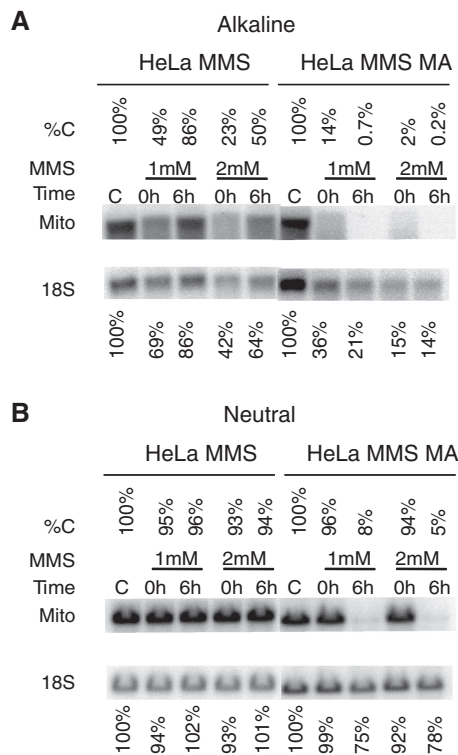 A
Alkaline
HeLa MMS HeLa MMS MA
%C 100% 49% 86% 23% 50% 100% 14% 0.7% 2% 0.2%
MMS 1mM 2mM 1mM 2mM
Time C 0h 6h 0h 6h C 0h 6h 0h 6h
Mito
18S
100% 69% 86% 42% 64% 100% 36% 21% 15% 14%
B
Neutral
HeLa MMS HeLa MMS MA
%C 100% 95% 96% 93% 94% 100% 96% 8% 94% 5%
MMS 1mM 2mM 1mM 2mM
Time C 0h 6h 0h 6h C 0h 6h 0h 6h
Mito
18S
100% 94% 102% 93% 101% 100% 99% 75% 92% 78%